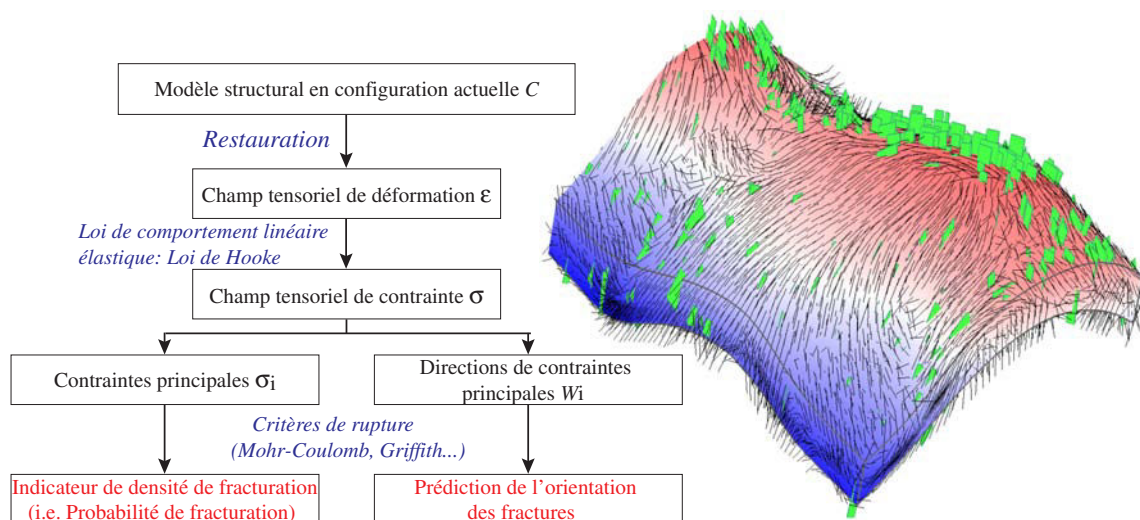 Modèle structural en configuration actuelle C
Restauration
Champ tensoriel de déformation ε
Loi de comportement linéaire
élastique: Loi de Hooke
Champ tensoriel de contrainte σ
Contraintes principales σi
Directions de contraintes
principales Wi
Critères de rupture
(Mohr-Coulomb, Griffith...)
Indicateur de densité de fracturation
(i.e. Probabilité de fracturation)
Prédiction de l'orientation
des fractures